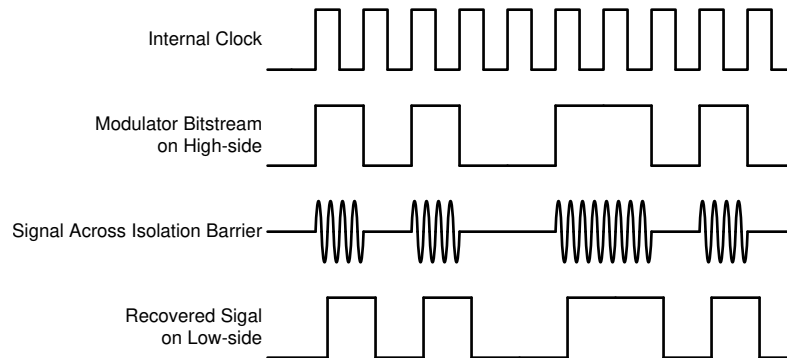 Internal Clock
Modulator Bitstream
on High-side
Signal Across Isolation Barrier
Recovered Sigal
on Low-side